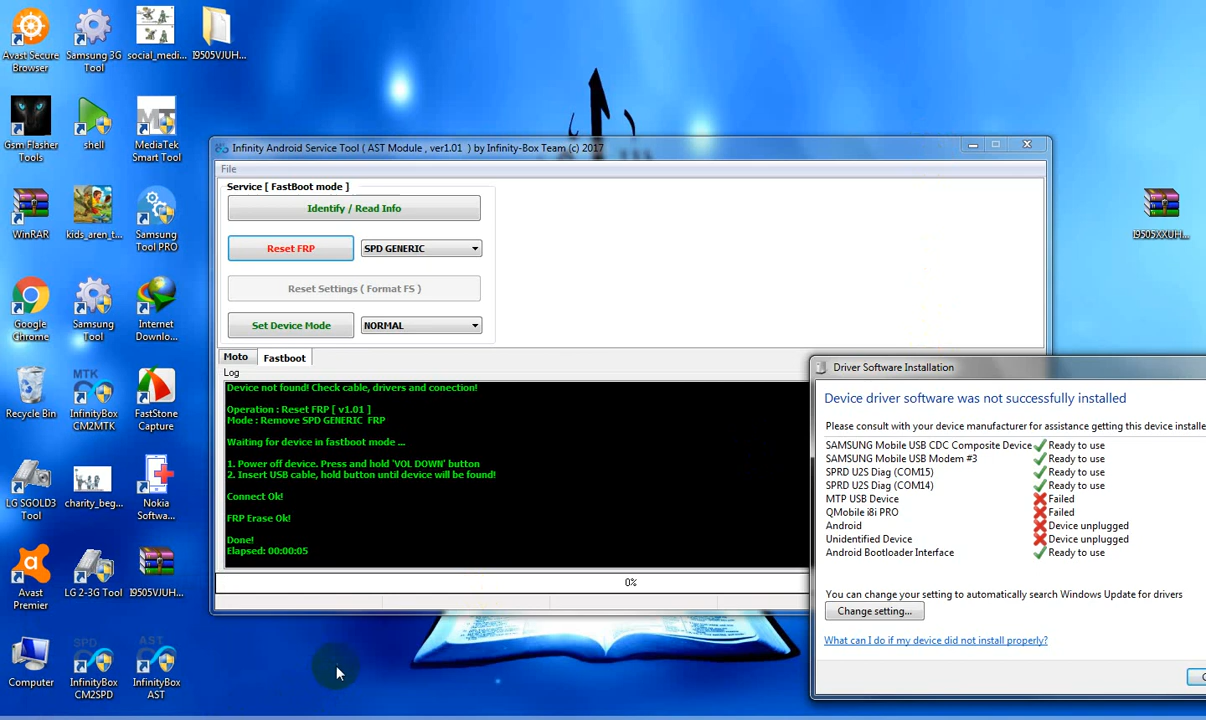 Avast Secure Browser
Samsung 3G Tool
social_medi...
I9505VJUH...
Gsm Flasher Tools
shell
MediaTek Smart Tool
WinRAR
kids_aren_t...
Samsung Tool PRO
Google Chrome
Samsung Tool
Internet Downlo...
Recycle Bin
MTK
InfinityBox CM2MTK
FastStone Capture
LG SGOLD3 Tool
charity_beg...
Nokia Softwa...
Avast Premier
LG 2-3G Tool
I9505VJUH...
Computer
SPD
InfinityBox CM2SPD
AST
InfinityBox AST
I9505XXUH...
Infinity Android Service Tool ( AST Module , ver1.01 ) by Infinity-Box Team (c) 2017
File
Service [ FastBoot mode ]
Identify / Read Info
Reset FRP
SPD GENERIC
Reset Settings ( Format FS )
Set Device Mode
NORMAL
Moto
Fastboot
Log
Device not found! Check cable, drivers and conection!
Operation : Reset FRP [ v1.01 ]
Mode : Remove SPD GENERIC FRP
Waiting for device in fastboot mode ...
1. Power off device. Press and hold 'VOL DOWN' button
2. Insert USB cable, hold button until device will be found!
Connect Ok!
FRP Erase Ok!
Done!
Elapsed: 00:00:05
0%
Driver Software Installation
Device driver software was not successfully installed
Please consult with your device manufacturer for assistance getting this device installe
SAMSUNG Mobile USB CDC Composite Device Ready to use
SAMSUNG Mobile USB Modem #3 Ready to use
SPRD U2S Diag (COM15) Ready to use
SPRD U2S Diag (COM14) Ready to use
MTP USB Device Failed
QMobile i8i PRO Failed
Android Device unplugged
Unidentified Device Device unplugged
Android Bootloader Interface Ready to use
You can change your setting to automatically search Windows Update for drivers
Change setting...
What can I do if my device did not install properly?